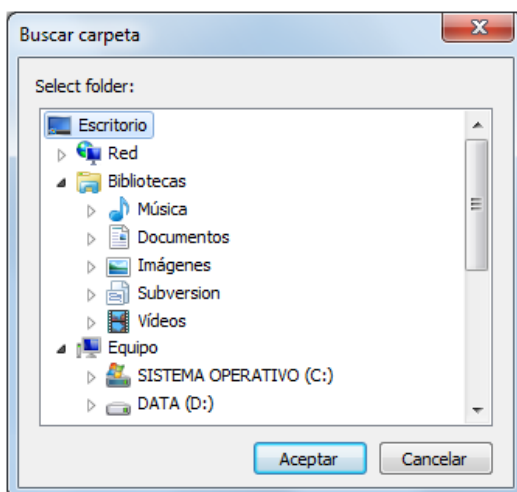 Buscar carpeta
Select folder:
Escritorio
Red
Bibliotecas
Música
Documentos
Imágenes
Subversion
Vídeos
Equipo
SISTEMA OPERATIVO (C:)
DATA (D:)
Aceptar Cancelar